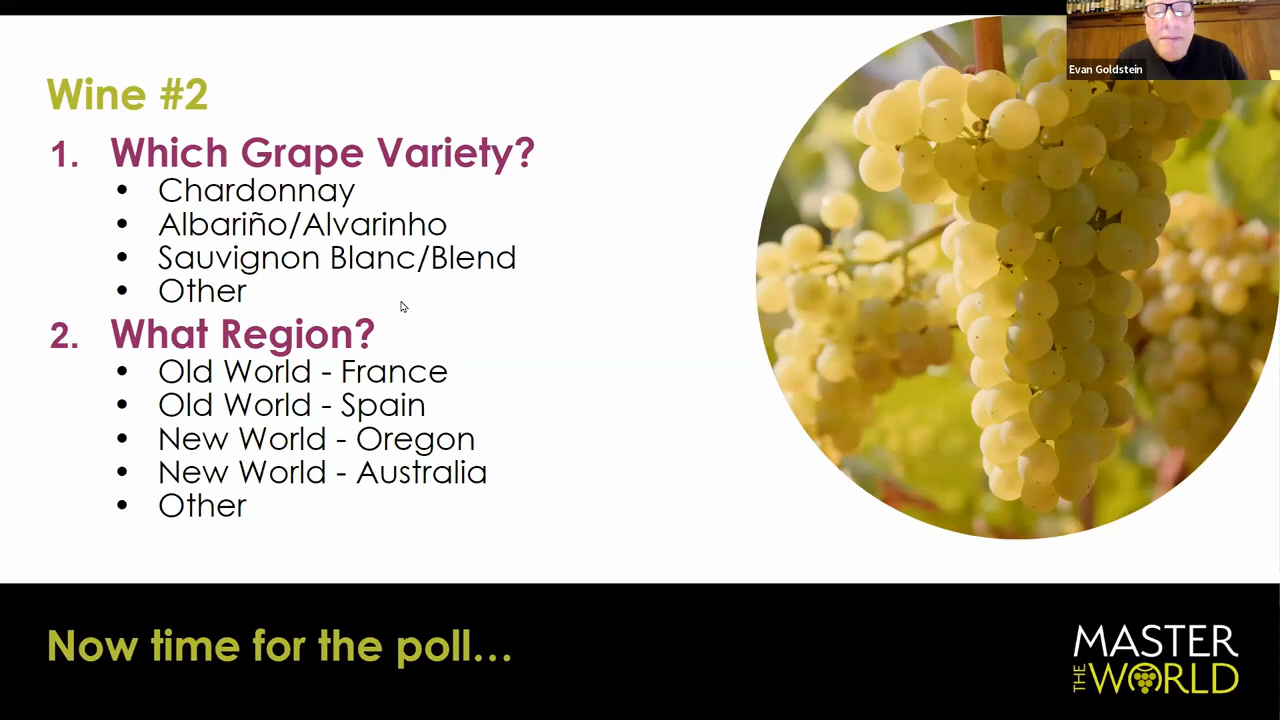 Evan Goldstein
Wine #2
1. Which Grape Variety?
• Chardonnay
• Albariño/Alvarinho
• Sauvignon Blanc/Blend
• Other
2. What Region?
• Old World - France
• Old World - Spain
• New World - Oregon
• New World - Australia
• Other
Now time for the poll...
MASTER
THE WORLD